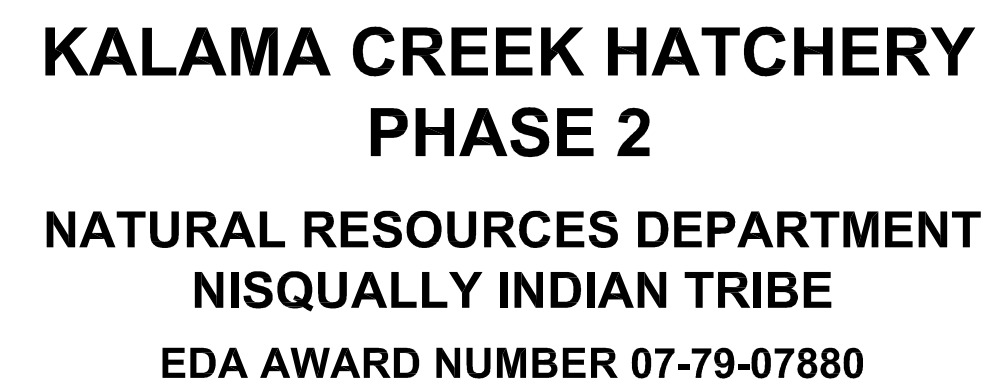 KALAMA CREEK HATCHERY
PHASE 2
NATURAL RESOURCES DEPARTMENT
NISQUALLY INDIAN TRIBE
EDA AWARD NUMBER 07-79-07880